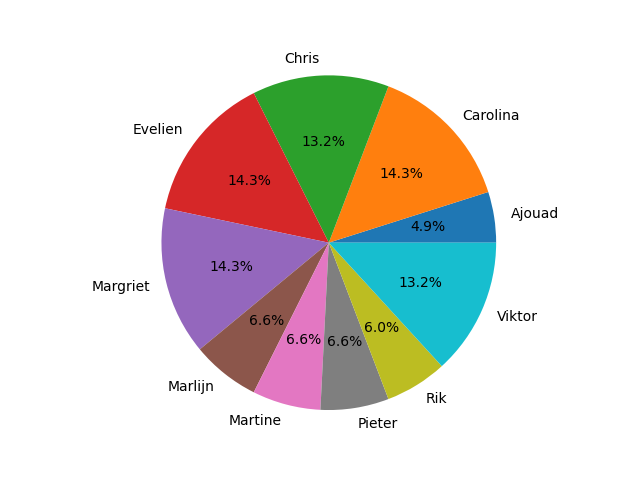 Chris
Carolina
Evelien
13.2%
14.3%
14.3%
Ajouad
4.9%
14.3%
13.2%
Margriet
Viktor
6.6%
6.0%
6.6%
6.6%
Marlijn
Rik
Martine
Pieter